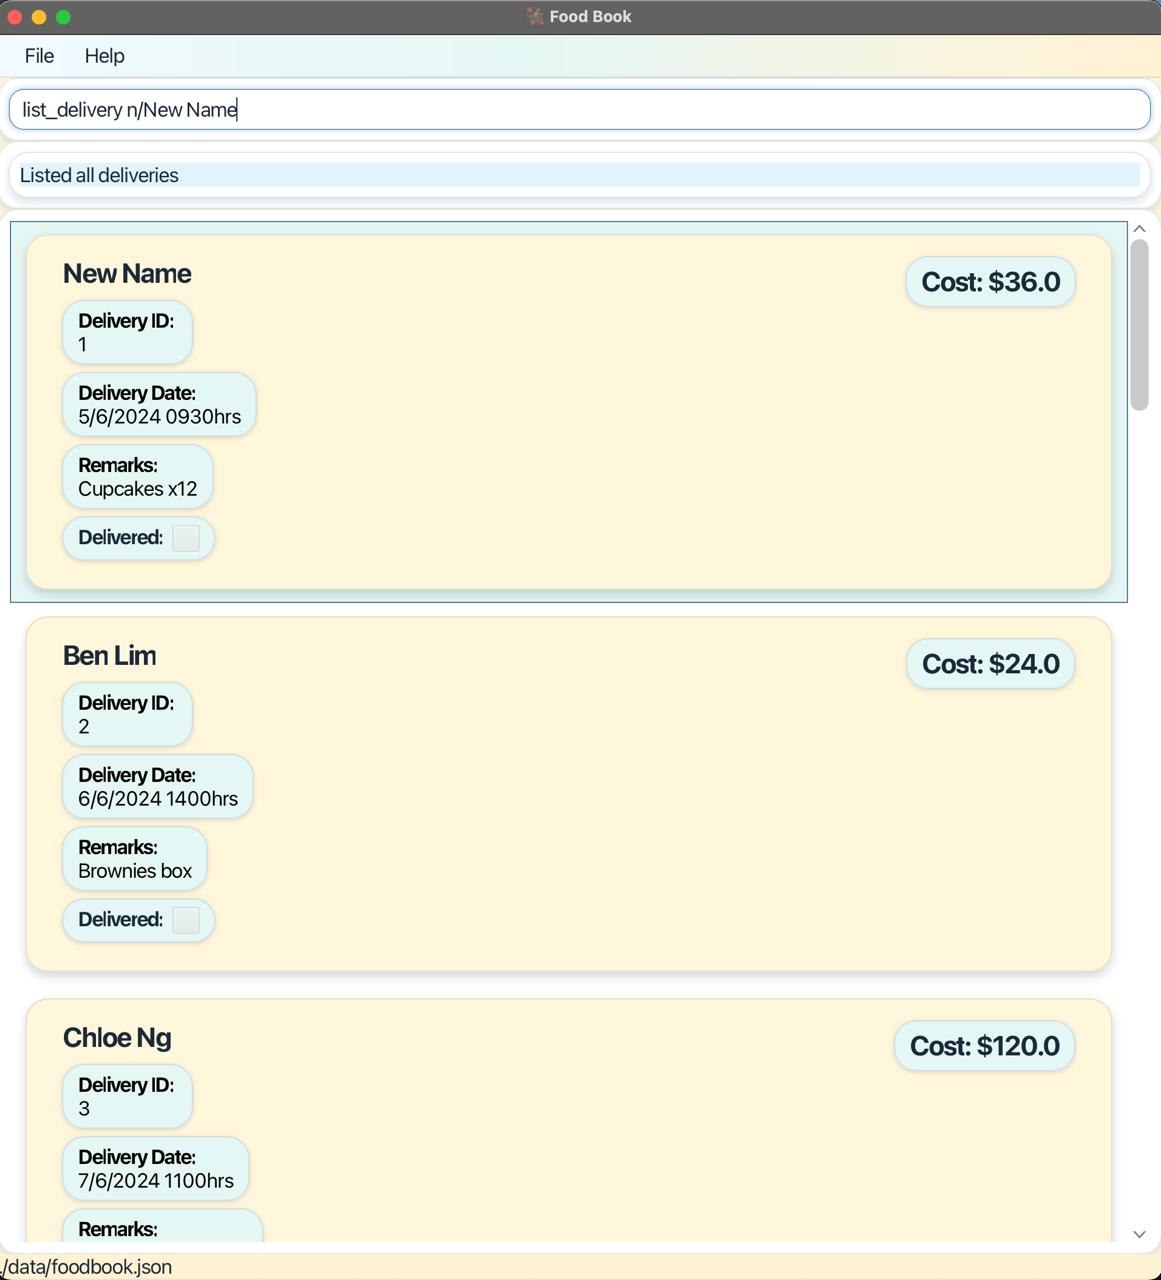 Food Book
File Help
list_delivery n/New Name
Listed all deliveries
New Name
Cost: $36.0
Delivery ID:
1
Delivery Date:
5/6/2024 0930hrs
Remarks:
Cupcakes x12
Delivered:
Ben Lim
Cost: $24.0
Delivery ID:
2
Delivery Date:
6/6/2024 1400hrs
Remarks:
Brownies box
Delivered:
Chloe Ng
Cost: $120.0
Delivery ID:
3
Delivery Date:
7/6/2024 1100hrs
Remarks:
./data/foodbook.json